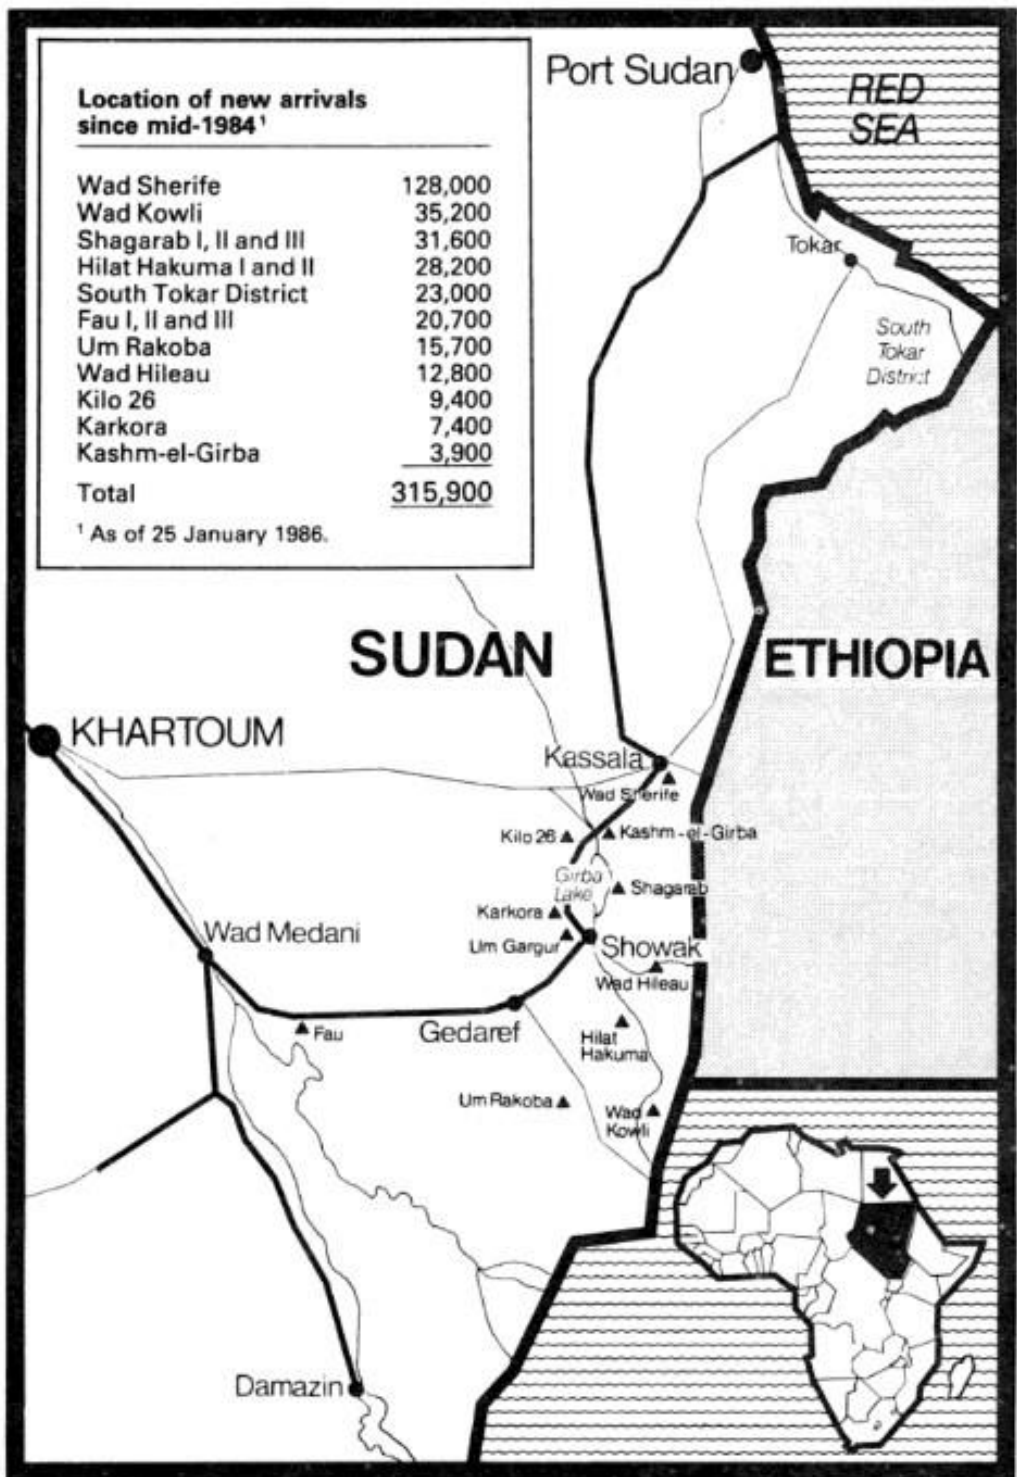 Location of new arrivals
since mid-1984¹
Wad Sherife 128,000
Wad Kowli 35,200
Shagarab I, II and III 31,600
Hilat Hakuma I and II 28,200
South Tokar District 23,000
Fau I, II and III 20,700
Um Rakoba 15,700
Wad Hileau 12,800
Kilo 26 9,400
Karkora 7,400
Kashm-el-Girba 3,900
Total 315,900
¹ As of 25 January 1986.
Port Sudan
RED
SEA
Tokar
South
Tokar
District
SUDAN
ETHIOPIA
KHARTOUM
Kassala
Wad Sherife
Kilo 26
Kashm-el-Girba
Girba
Lake
Shagarab
Karkora
Wad Medani
Um Gargur
Showak
Wad Hileau
Fau
Gedaref
Hilat
Hakuma
Um Rakoba
Wad
Kowli
Damazin